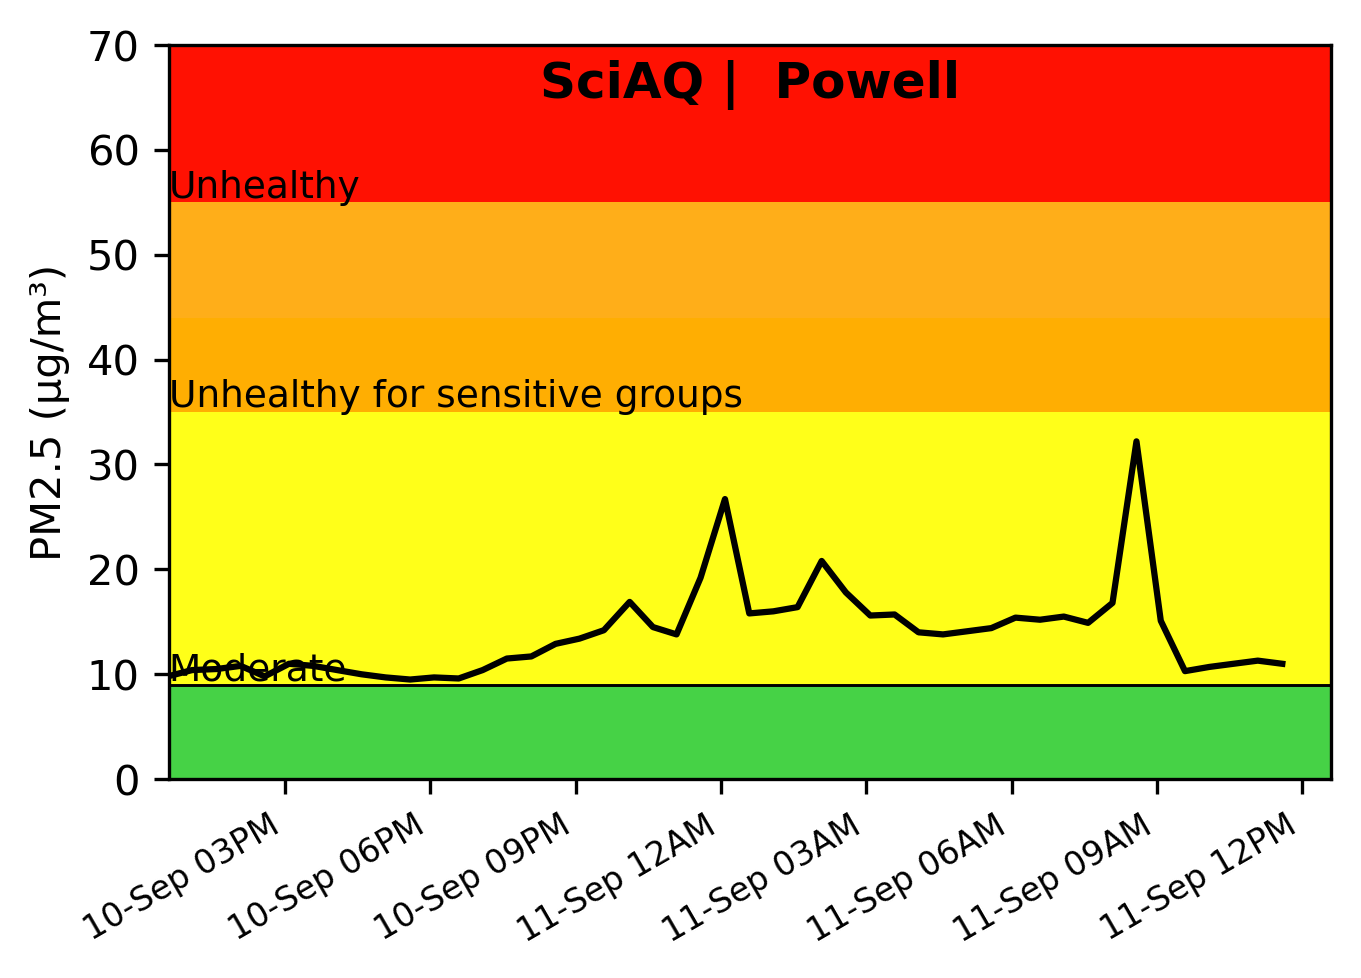 SciAQ |  Powell
PM2.5 (µg/m³)
70
60
50
40
30
20
10
0
Unhealthy
Unhealthy for sensitive groups
Moderate
10-Sep 03PM
10-Sep 06PM
10-Sep 09PM
11-Sep 12AM
11-Sep 03AM
11-Sep 06AM
11-Sep 09AM
11-Sep 12PM